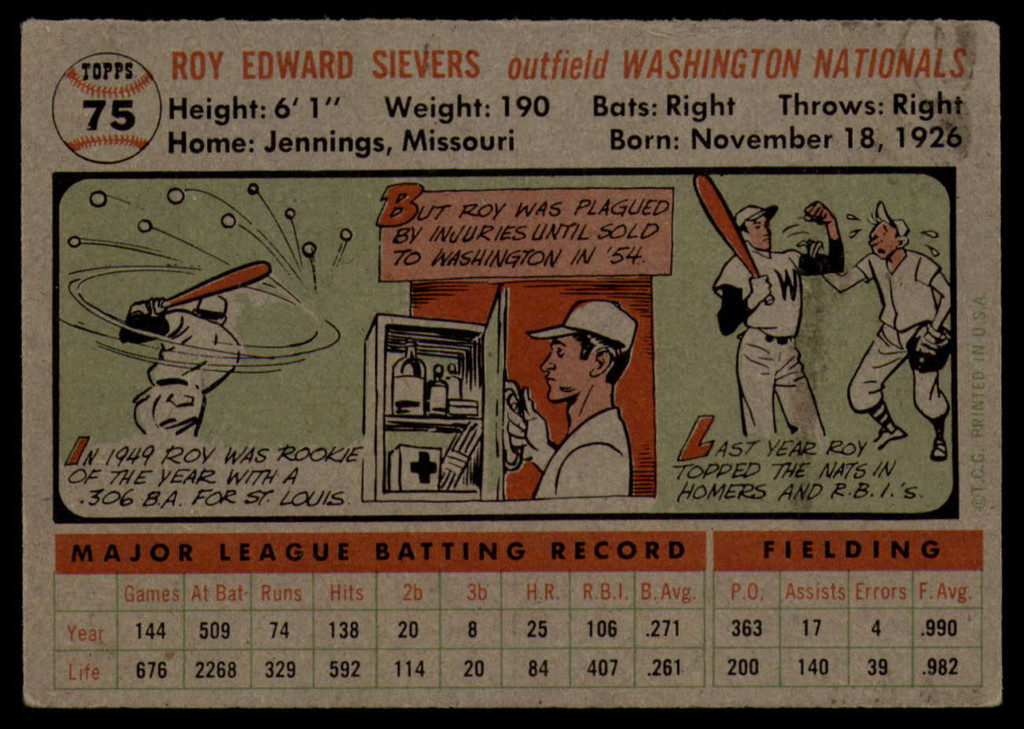 TOPPS
75
ROY EDWARD SIEVERS outfield WASHINGTON NATIONALS
Height: 6' 1" Weight: 190 Bats: Right Throws: Right
Home: Jennings, Missouri Born: November 18, 1926
IN 1949 ROY WAS ROOKIE
OF THE YEAR WITH A
.306 B.A. FOR ST. LOUIS.
BUT ROY WAS PLAGUED
BY INJURIES UNTIL SOLD
TO WASHINGTON IN '54.
W
LAST YEAR ROY
TOPPED THE NATS IN
HOMERS AND R.B.I.'s.
©T.C.G. PRINTED IN U.S.A.
MAJOR LEAGUE BATTING RECORD FIELDING
Games At Bat Runs Hits 2b 3b H.R. R.B.I. B.Avg. P.O. Assists Errors F.Avg.
Year 144 509 74 138 20 8 25 106 .271 363 17 4 .990
Life 676 2268 329 592 114 20 84 407 .261 200 140 39 .982